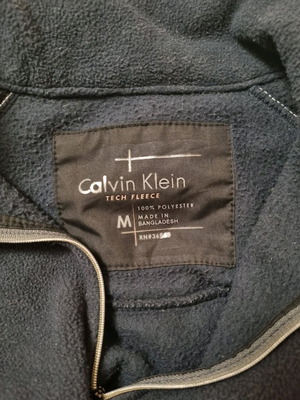 Calvin Klein
TECH FLEECE
100% POLYESTER
M
MADE IN
BANGLADESH